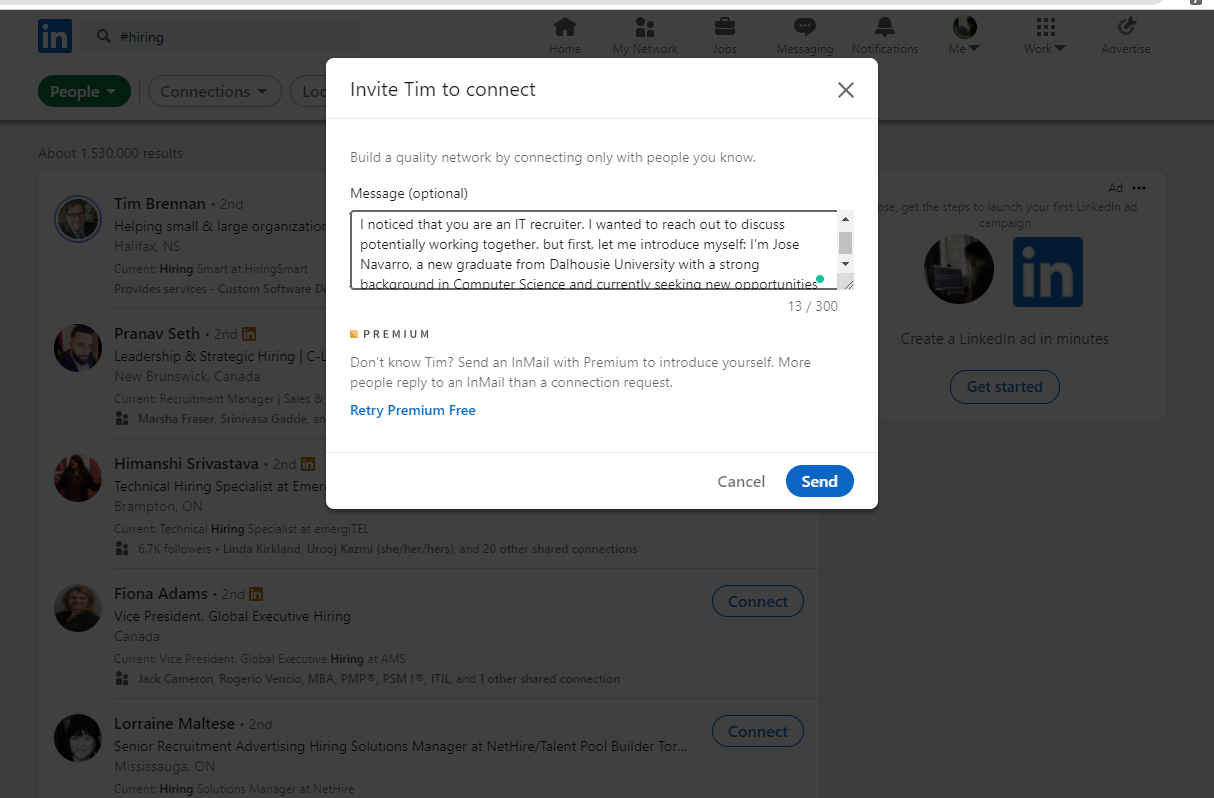 in
#hiring
Home
My Network
Jobs
Messaging
Notifications
Me
Work
Advertise
People
Connections
Loc
About 1,530,000 results
Invite Tim to connect
Build a quality network by connecting only with people you know.
Message (optional)
I noticed that you are an IT recruiter. I wanted to reach out to discuss
potentially working together. but first, let me introduce myself: I'm Jose
Navarro, a new graduate from Dalhousie University with a strong
background in Computer Science and currently seeking new opportunities
13 / 300
PREMIUM
Don't know Tim? Send an InMail with Premium to introduce yourself. More
people reply to an InMail than a connection request.
Retry Premium Free
Cancel
Send
Tim Brennan • 2nd
Helping small & large organization
Halifax, NS
Current: Hiring Smart at HiringSmart
Provides services - Custom Software De
Pranav Seth • 2nd in
Leadership & Strategic Hiring | C-L
New Brunswick, Canada
Current: Recruitment Manager | Sales &
Marsha Fraser, Srinivasa Gadde, an
Himanshi Srivastava • 2nd in
Technical Hiring Specialist at Emer
Brampton, ON
Current: Technical Hiring Specialist at emergiTEL
6.7K followers • Linda Kirkland, Urooj Kazmi (she/her/hers), and 20 other shared connections
Fiona Adams • 2nd in
Vice President, Global Executive Hiring
Canada
Current: Vice President, Global Executive Hiring at AMS
Jack Cameron, Rogerio Vencio, MBA, PMP®, PSM I®, ITIL, and 1 other shared connection
Connect
Lorraine Maltese • 2nd
Senior Recruitment Advertising Hiring Solutions Manager at NetHire/Talent Pool Builder Tor...
Mississauga, ON
Current: Hiring Solutions Manager at NetHire
Connect
Ad •••
ose, get the steps to launch your first LinkedIn ad
campaign
in
Create a LinkedIn ad in minutes
Get started